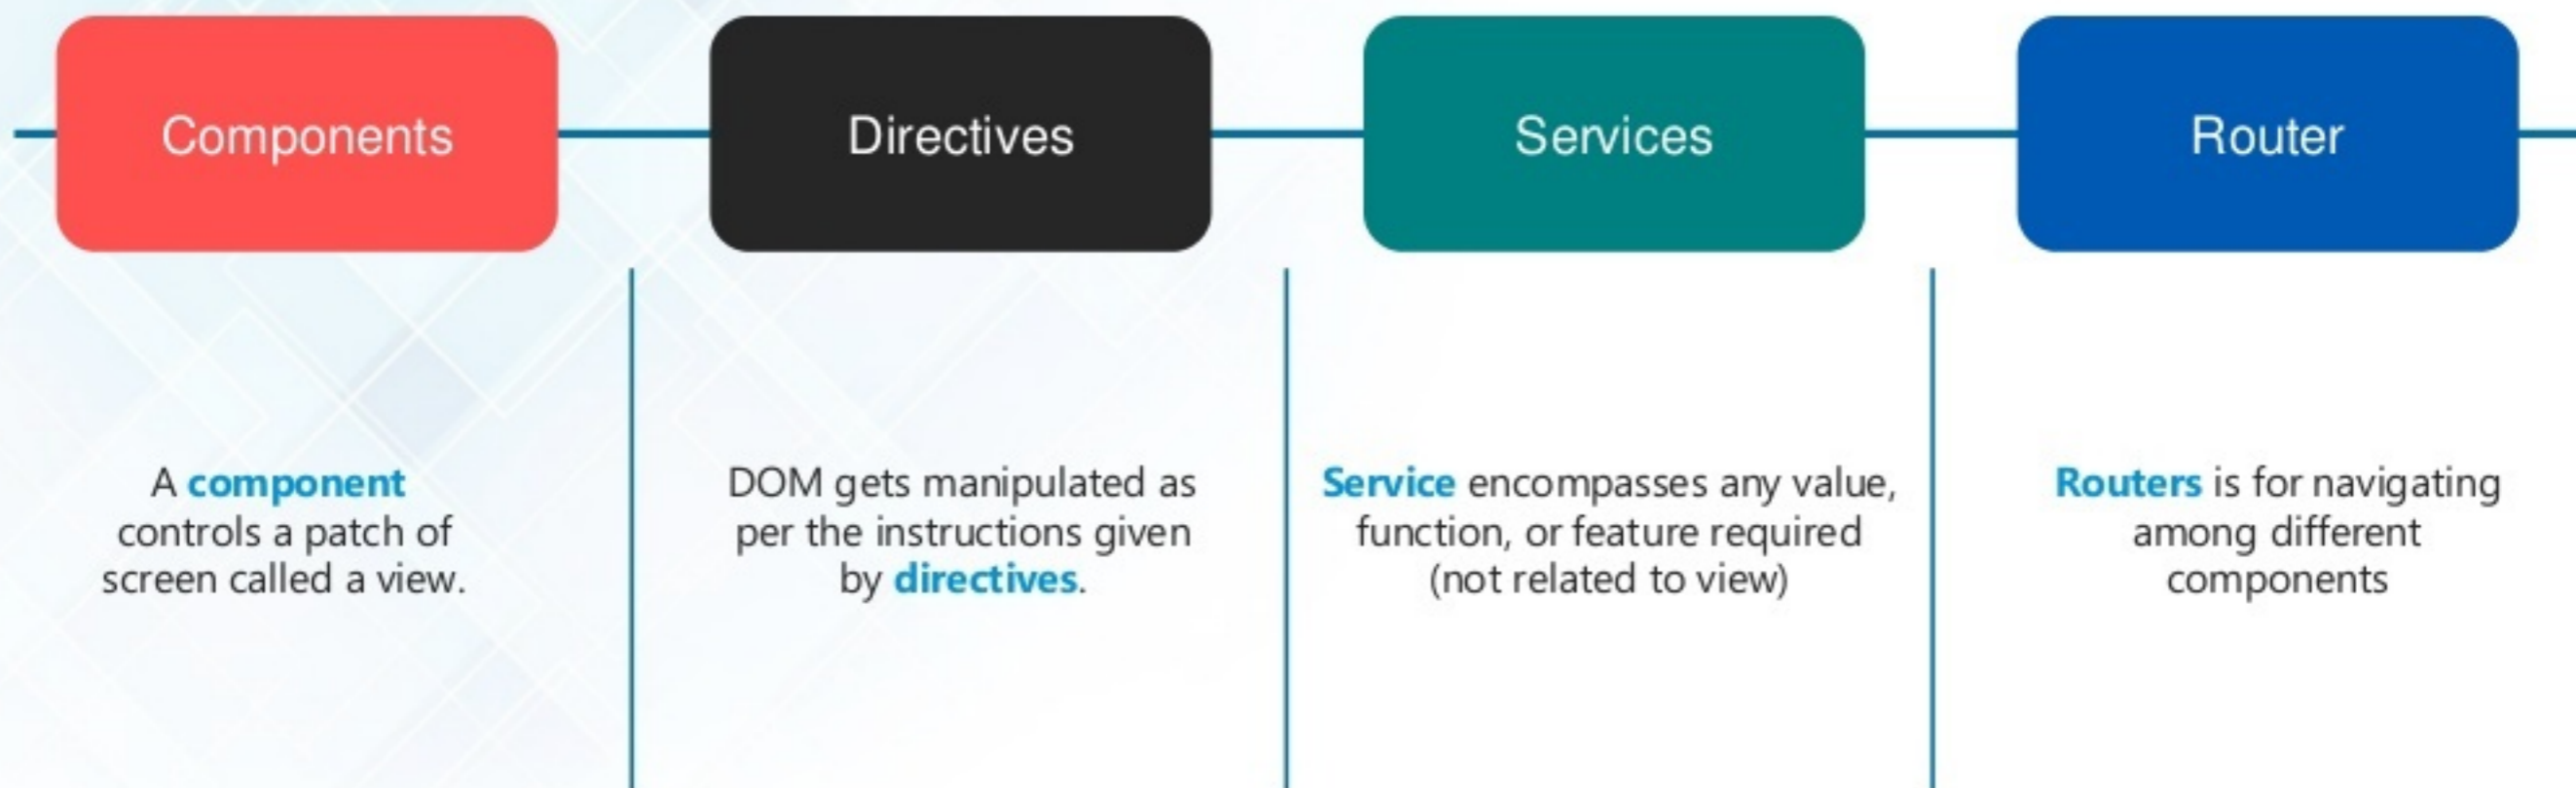 Components
Directives
Services
Router
A component
controls a patch of
screen called a view.
DOM gets manipulated as
per the instructions given
by directives.
Service encompasses any value,
function, or feature required
(not related to view)
Routers is for navigating
among different
components